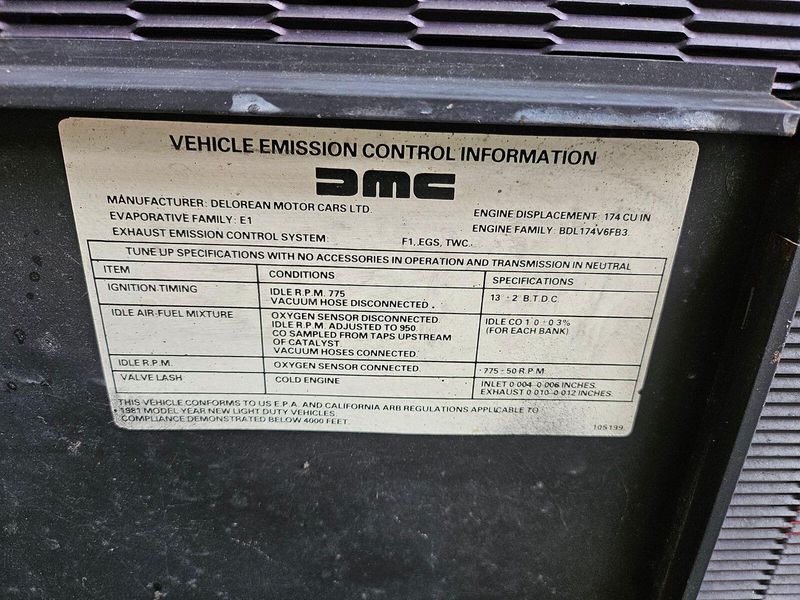 VEHICLE EMISSION CONTROL INFORMATION
DMC
MANUFACTURER: DELOREAN MOTOR CARS LTD.
EVAPORATIVE FAMILY: E1
EXHAUST EMISSION CONTROL SYSTEM: F1, EGS, TWC.
ENGINE DISPLACEMENT: 174 CU IN
ENGINE FAMILY: BDL174V6FB3
TUNE UP SPECIFICATIONS WITH NO ACCESSORIES IN OPERATION AND TRANSMISSION IN NEUTRAL
ITEM CONDITIONS SPECIFICATIONS
IGNITION TIMING
IDLE R.P.M. 775
VACUUM HOSE DISCONNECTED.
13° ± 2° B.T.D.C.
IDLE AIR-FUEL MIXTURE
OXYGEN SENSOR DISCONNECTED.
IDLE R.P.M. ADJUSTED TO 950
CO SAMPLED FROM TAPS UPSTREAM
OF CATALYST.
VACUUM HOSES CONNECTED.
IDLE CO 1.0 ± 0.3%
(FOR EACH BANK)
IDLE R.P.M. OXYGEN SENSOR CONNECTED. 775 ± 50 R.P.M.
VALVE LASH COLD ENGINE
INLET 0.004-0.006 INCHES.
EXHAUST 0.010-0.012 INCHES.
THIS VEHICLE CONFORMS TO U.S E.P.A. AND CALIFORNIA ARB REGULATIONS APPLICABLE TO
1981 MODEL YEAR NEW LIGHT DUTY VEHICLES.
COMPLIANCE DEMONSTRATED BELOW 4000 FEET.
105199